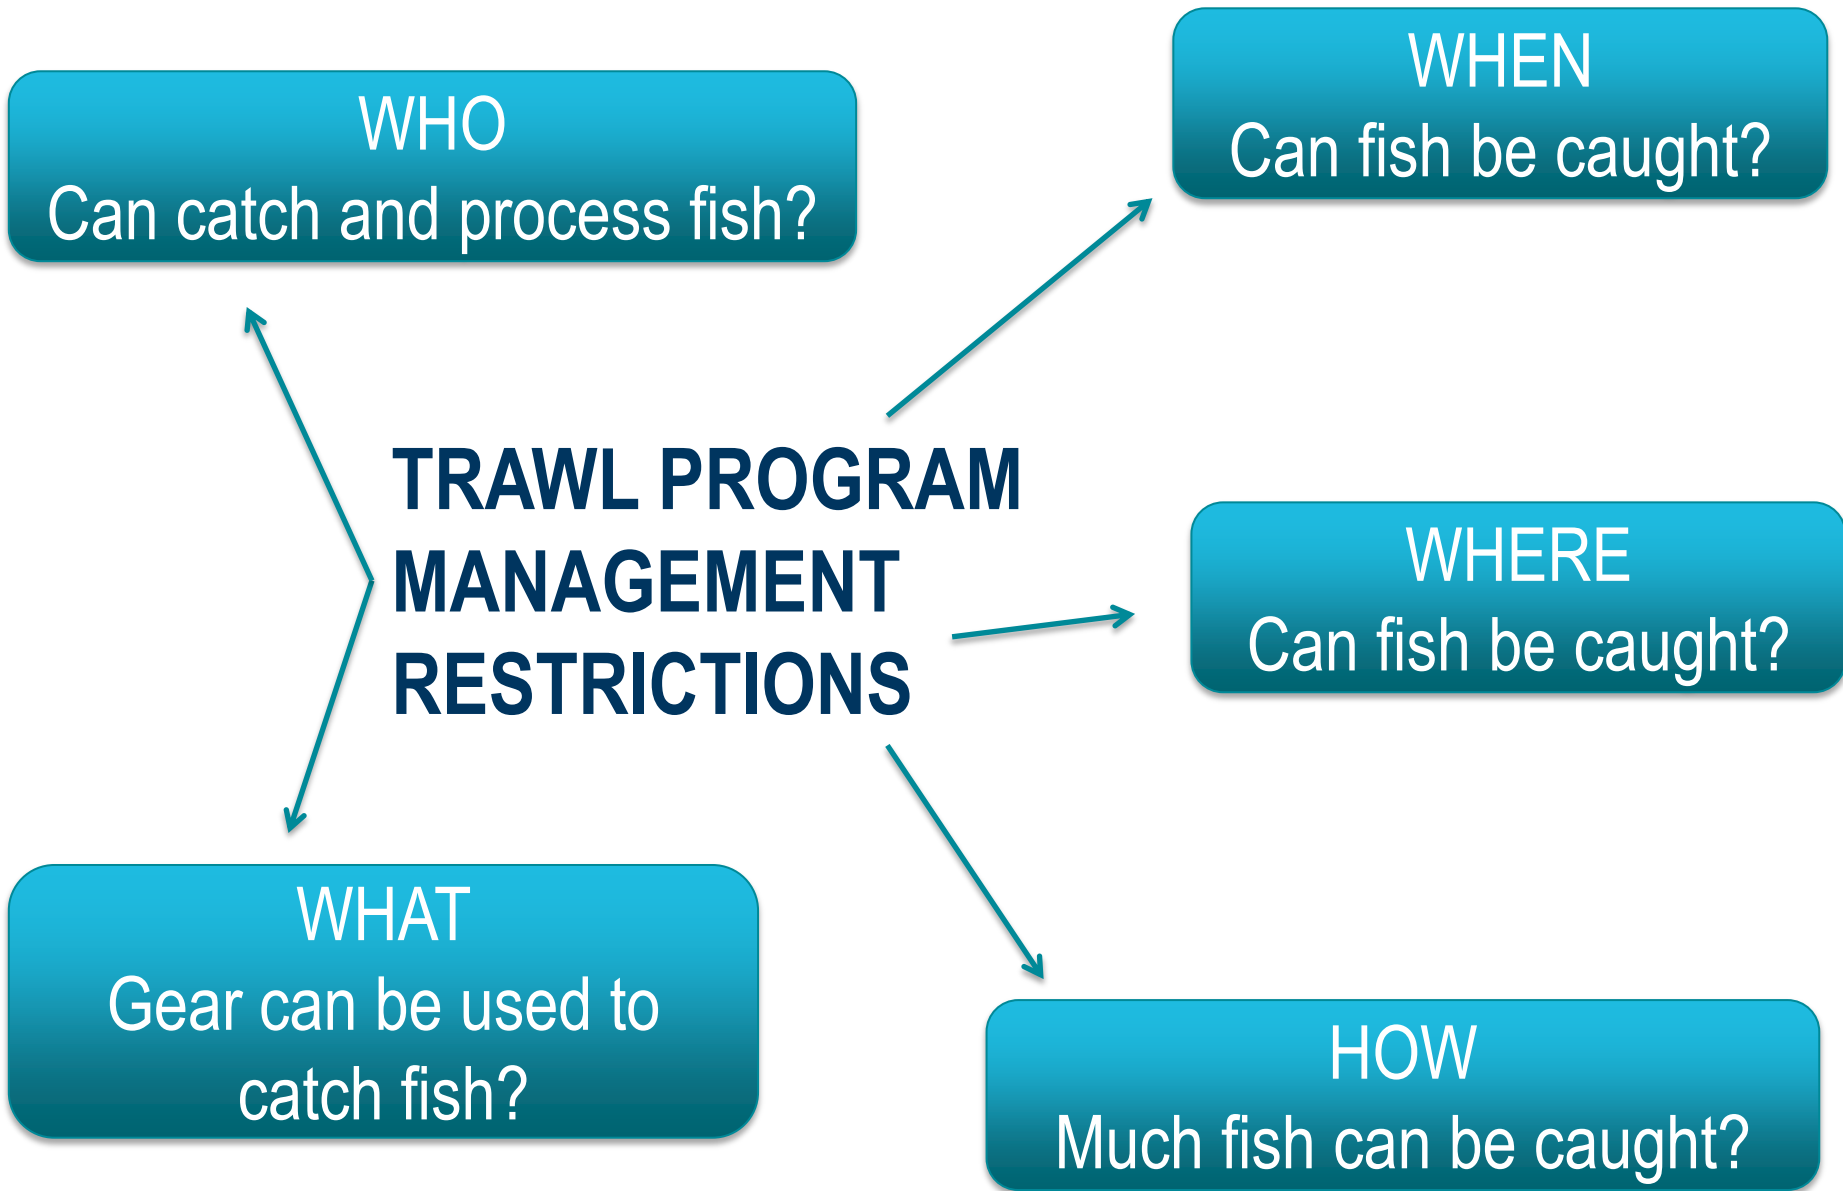 WHO
Can catch and process fish?
WHEN
Can fish be caught?
TRAWL PROGRAM
MANAGEMENT
RESTRICTIONS
WHERE
Can fish be caught?
WHAT
Gear can be used to
catch fish?
HOW
Much fish can be caught?